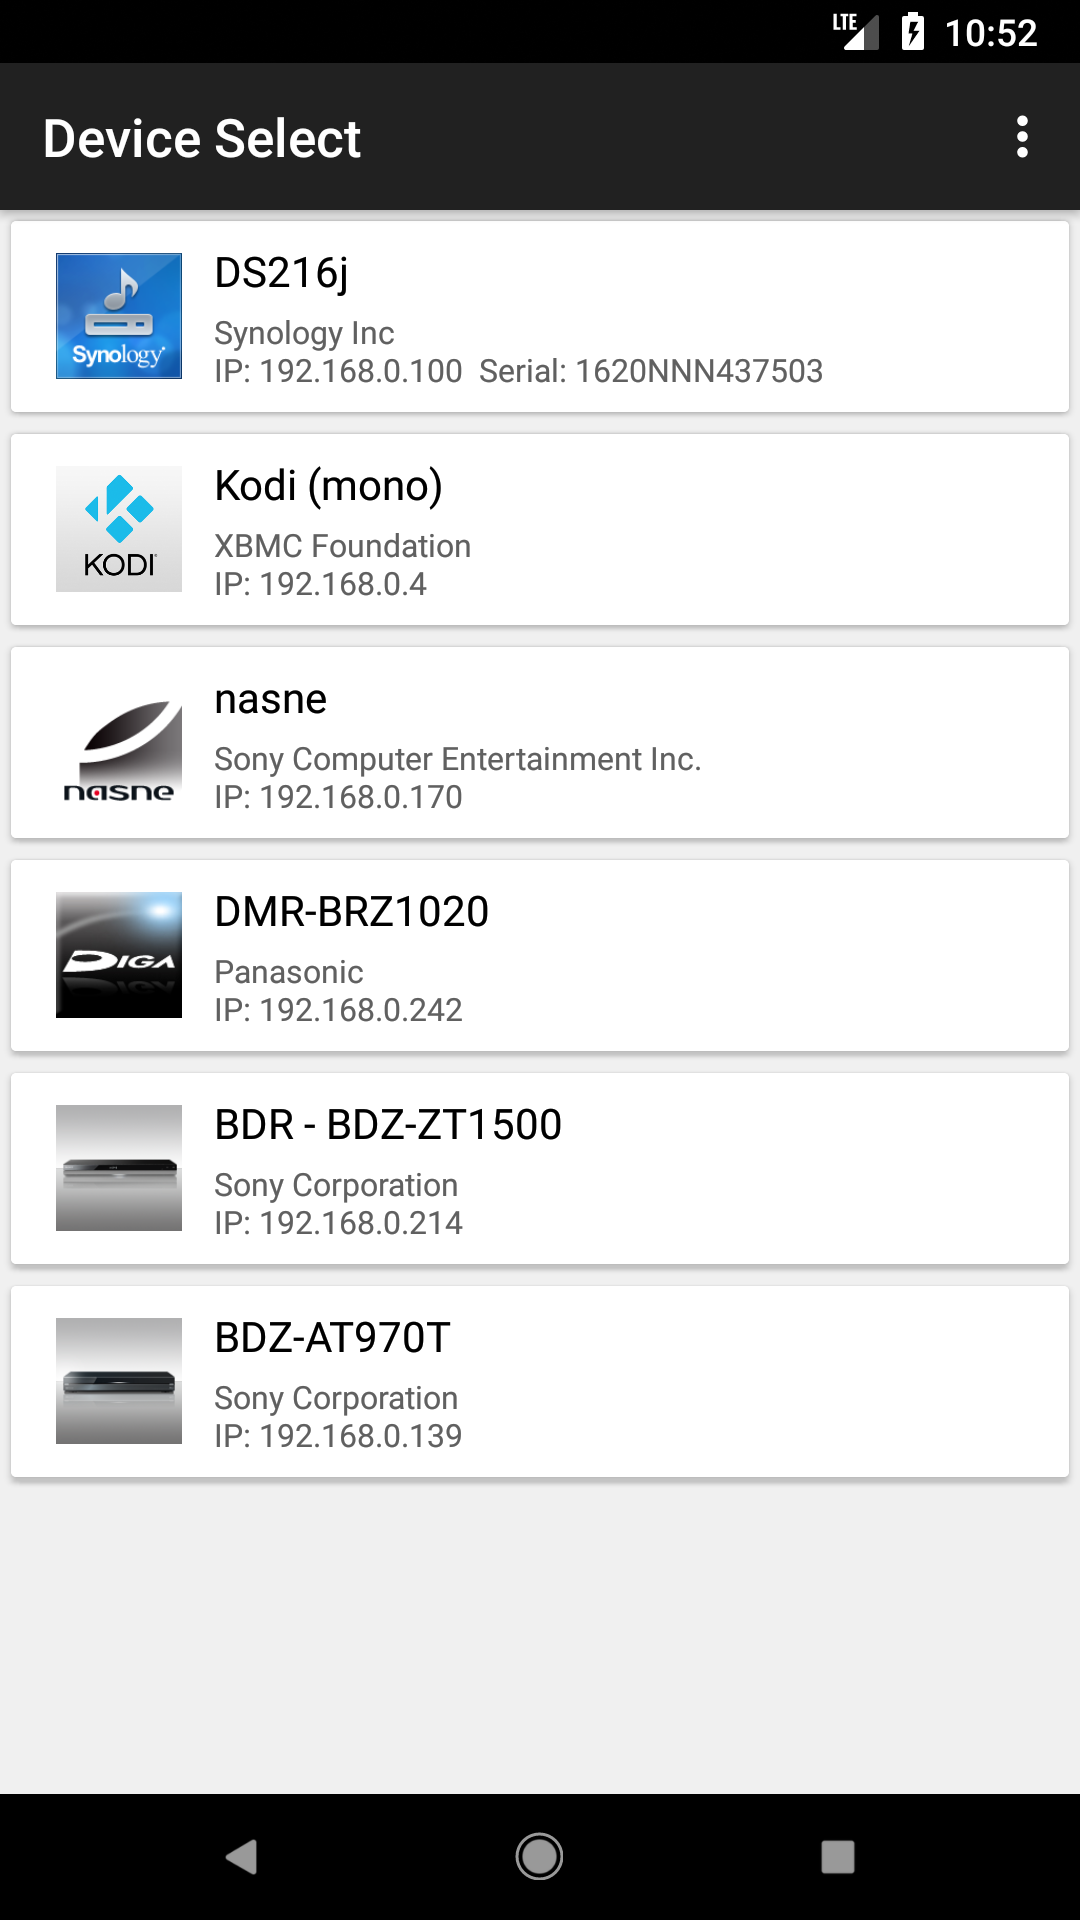 LTE 10:52
Device Select
DS216j
Synology
Synology Inc
IP: 192.168.0.100  Serial: 1620NNN437503
Kodi (mono)
KODI
XBMC Foundation
IP: 192.168.0.4
nasne
nasne
Sony Computer Entertainment Inc.
IP: 192.168.0.170
DMR-BRZ1020
DIGA
Panasonic
IP: 192.168.0.242
BDR - BDZ-ZT1500
Sony Corporation
IP: 192.168.0.214
BDZ-AT970T
Sony Corporation
IP: 192.168.0.139